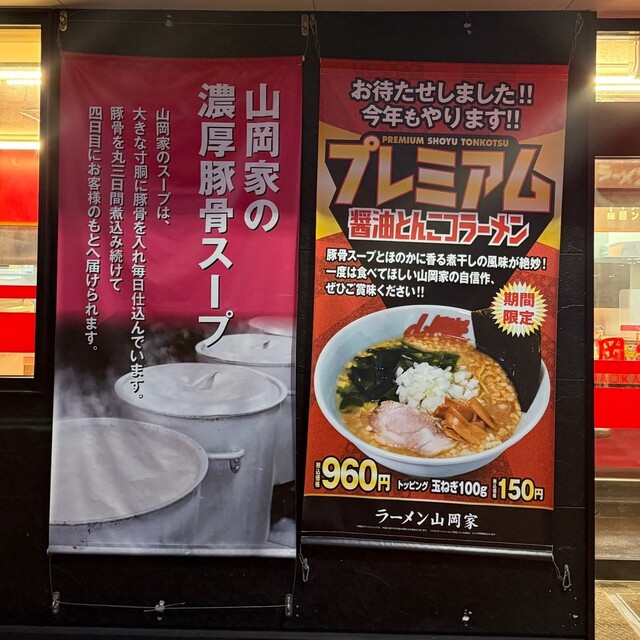 山岡家の
濃厚豚骨スープ
山岡家のスープは、
大きな寸胴に豚骨を入れ毎日仕込んでいます。
豚骨を丸三日間煮込み続けて
四日目にお客様のもとへ届けられます。
お待たせしました!!
今年もやります!!
PREMIUM SHOYU TONKOTSU
プレミアム
醤油とんこつラーメン
豚骨スープとほのかに香る煮干しの風味が絶妙!
一度は食べてほしい山岡家の自信作、
ぜひご賞味ください!!
期間
限定
税込価格 960円 トッピング 玉ねぎ100g 税込価格 150円
ラーメン山岡家